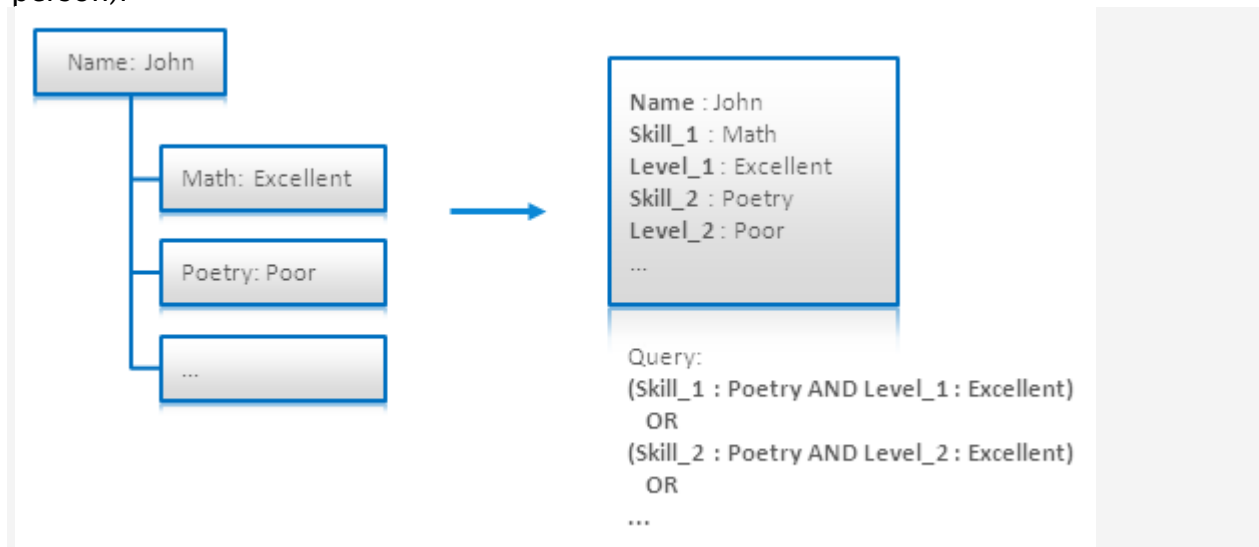 person).
Name: John
Math: Excellent
Poetry: Poor
...
Name : John
Skill_1 : Math
Level_1 : Excellent
Skill_2 : Poetry
Level_2 : Poor
...
Query:
(Skill_1 : Poetry AND Level_1 : Excellent)
OR
(Skill_2 : Poetry AND Level_2 : Excellent)
OR
...